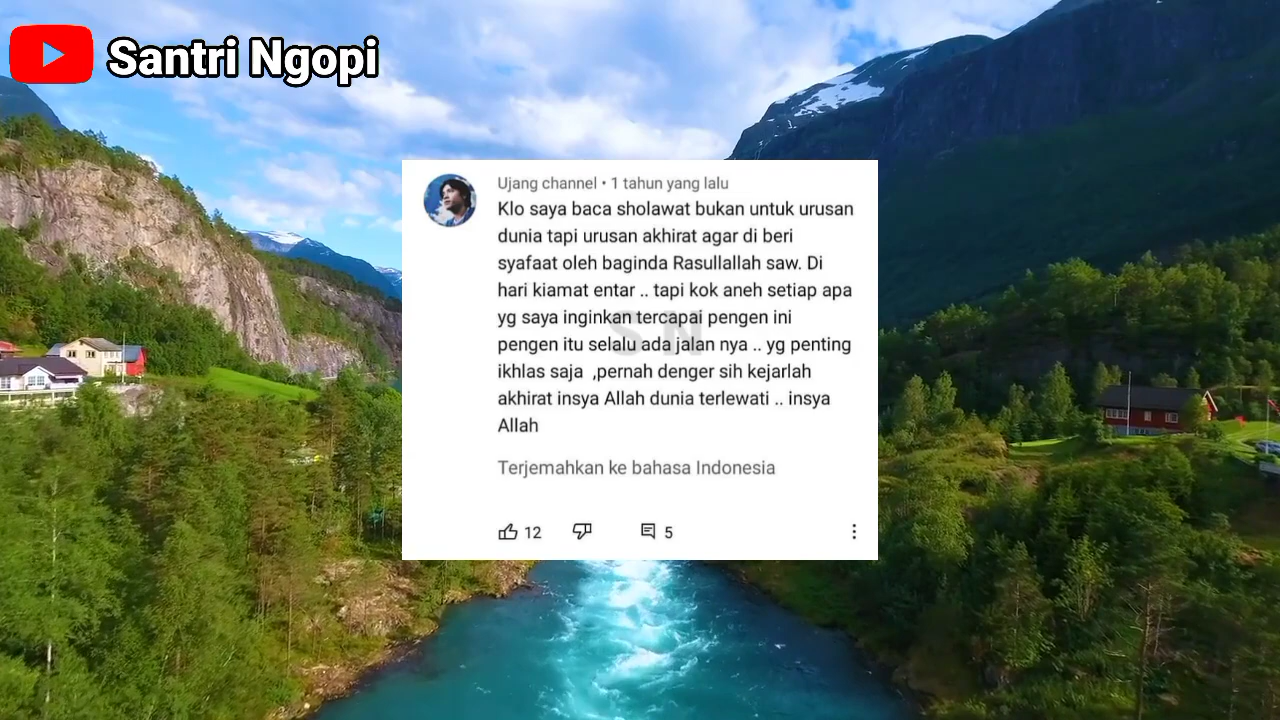 Santri Ngopi
Ujang channel • 1 tahun yang lalu
Klo saya baca sholawat bukan untuk urusan
dunia tapi urusan akhirat agar di beri
syafaat oleh baginda Rasullallah saw. Di
hari kiamat entar .. tapi kok aneh setiap apa
yg saya inginkan tercapai pengen ini
pengen itu selalu ada jalan nya .. yg penting
ikhlas saja ,pernah denger sih kejarlah
akhirat insya Allah dunia terlewati .. insya
Allah
SN
Terjemahkan ke bahasa Indonesia
12 5